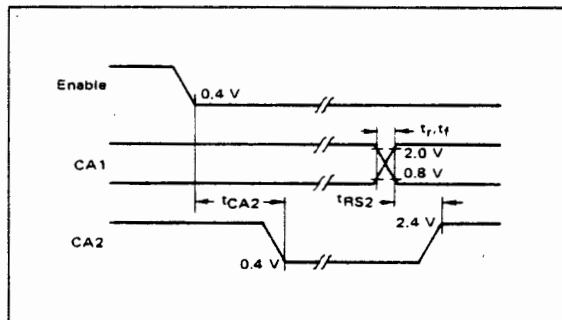 Enable
0.4 V
tr, tf
CA1
2.0 V
0.8 V
tCA2
tRS2
CA2
2.4 V
0.4 V